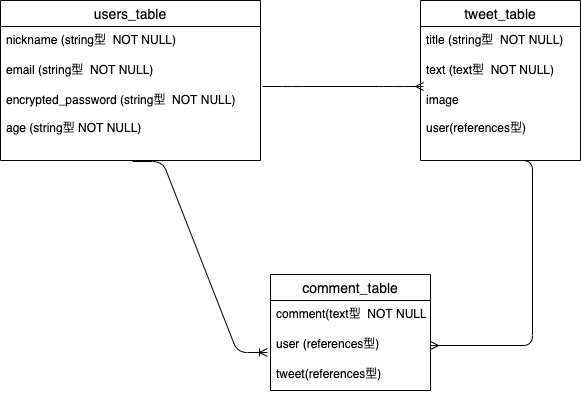 users_table
nickname (string型 NOT NULL)
email (string型 NOT NULL)
encrypted_password (string型 NOT NULL)
age (string型 NOT NULL)
tweet_table
title (string型 NOT NULL)
text (text型 NOT NULL)
image
user(references型)
comment_table
comment(text型 NOT NULL
user (references型)
tweet(references型)